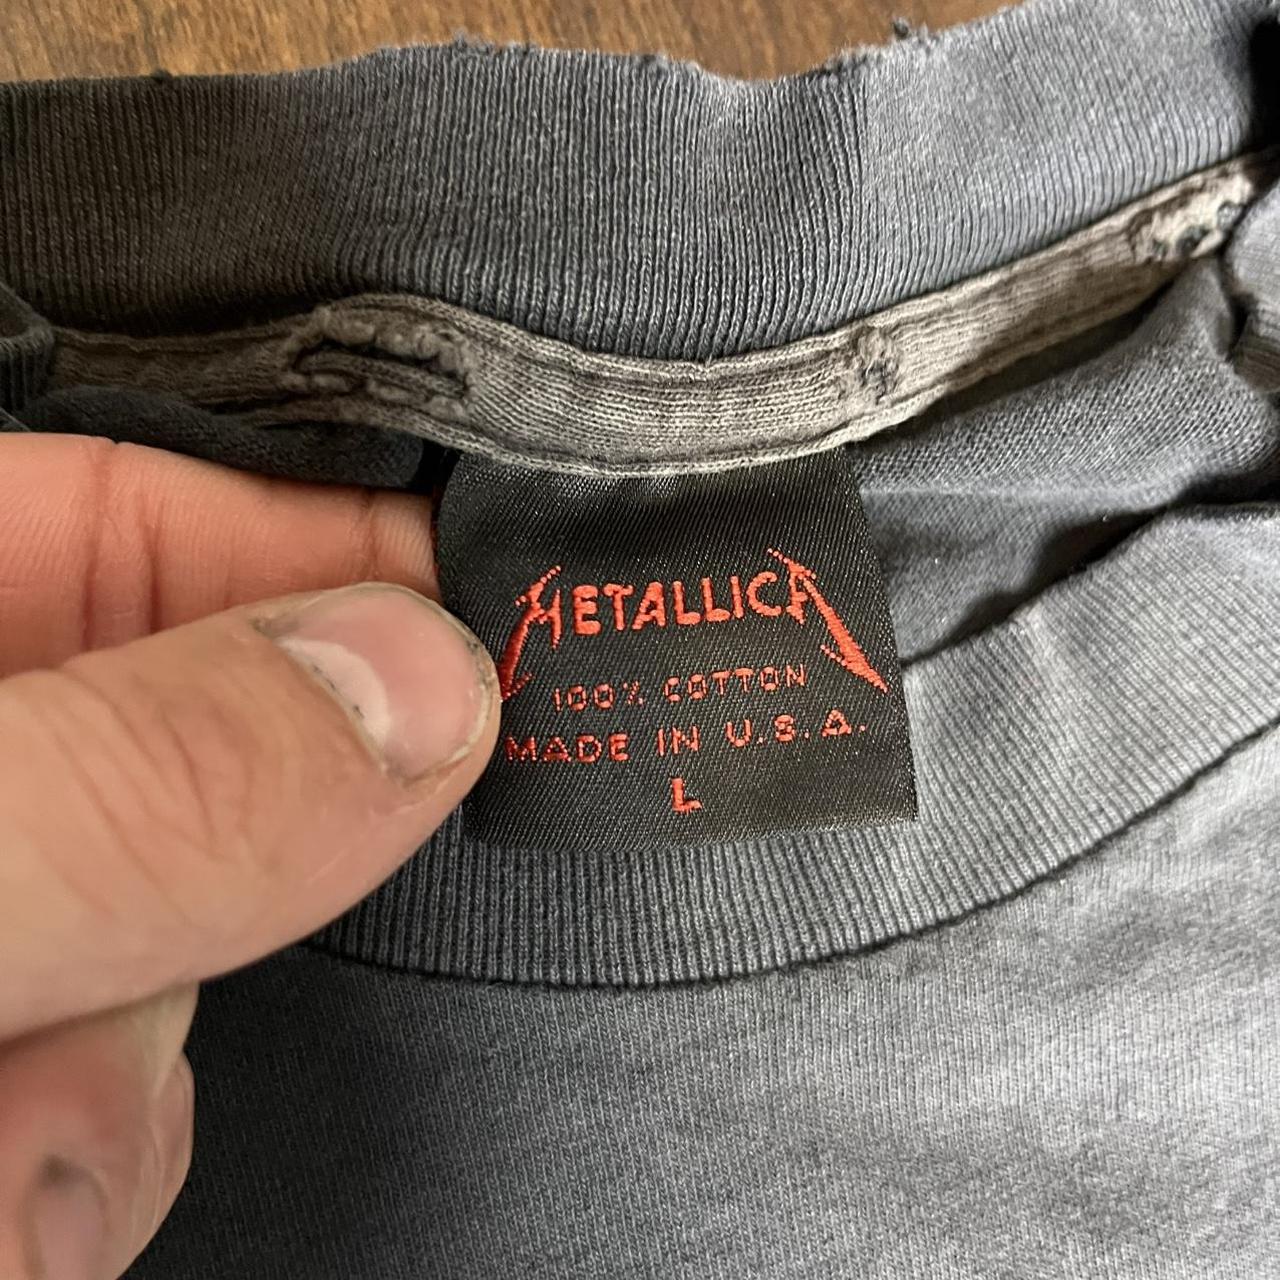 METALLICA
100% COTTON
MADE IN U.S.A.
L